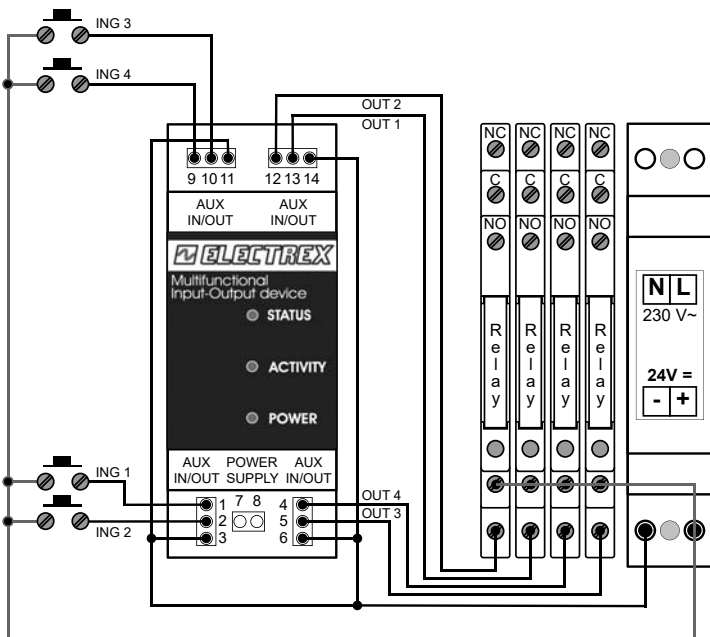 ING 3
ING 4
OUT 2
OUT 1
NC NC NC NC
C C C C
NO NO NO NO
9 10 11
12 13 14
AUX
IN/OUT
AUX
IN/OUT
ELECTREX
Multifunctional
Input-Output device
STATUS
ACTIVITY
POWER
Relay
Relay
Relay
Relay
N L
230 V~
24V =
- +
ING 1
ING 2
AUX
IN/OUT
POWER
SUPPLY
AUX
IN/OUT
1
2
3
7 8
4
5
6
OUT 4
OUT 3